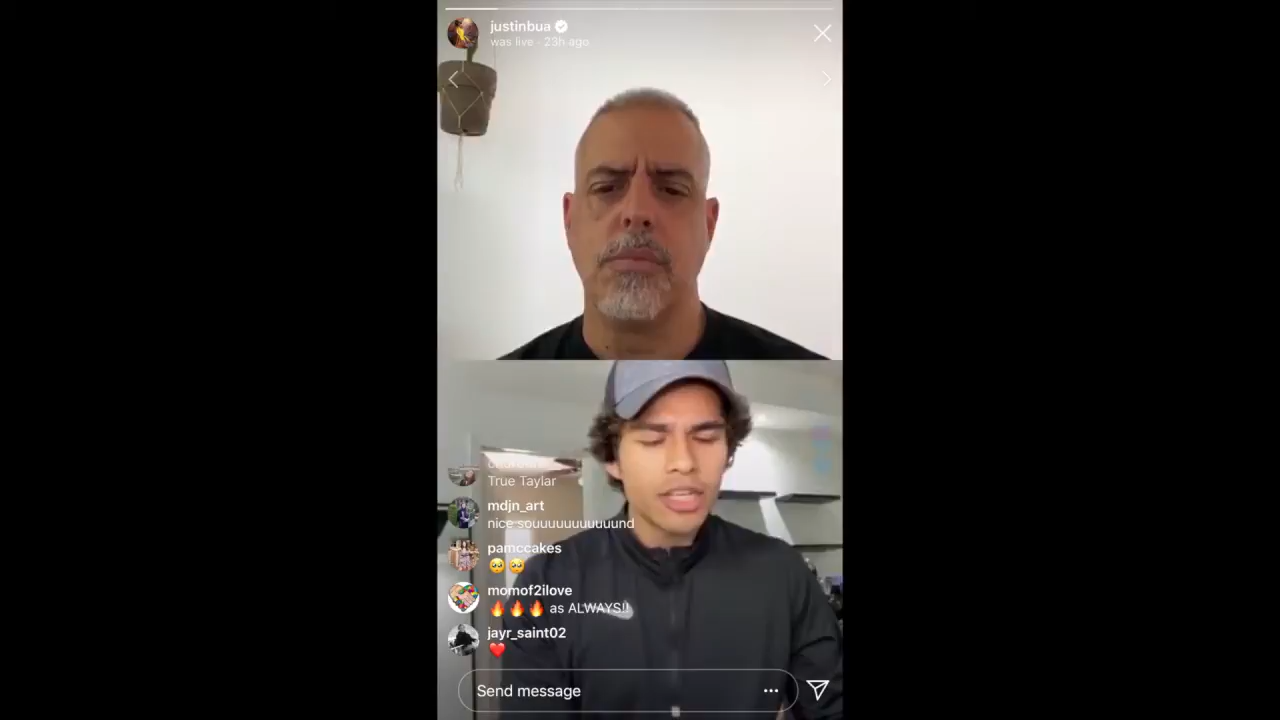 justinbua
was live · 23h ago
True Taylar
mdjn_art
nice souuuuuuuuuuund
pamccakes
🥺 🥺
momof2ilove
🔥 🔥 🔥 as ALWAYS!!
jayr_saint02
❤️
Send message